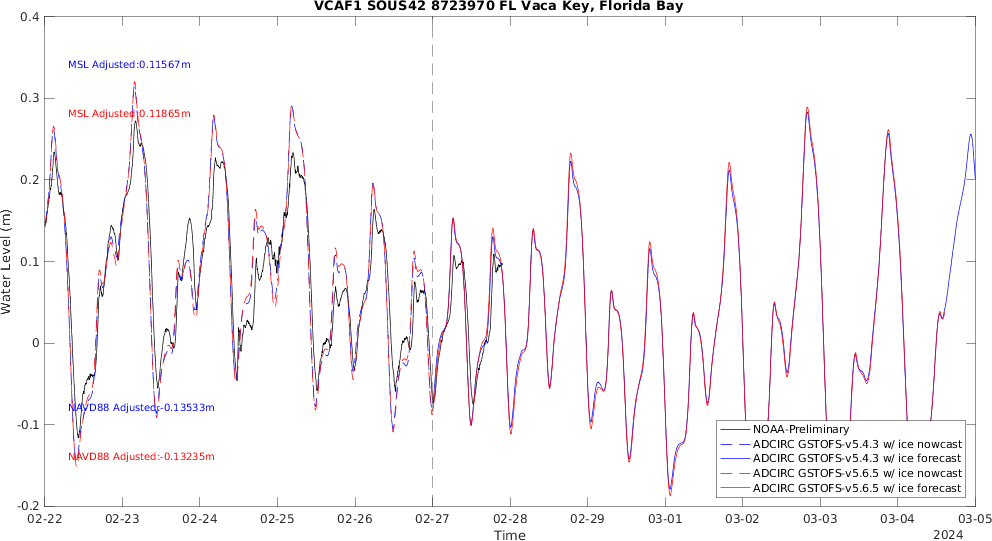 VCAF1 SOUS42 8723970 FL Vaca Key, Florida Bay
0.4
0.3
0.2
0.1
0
-0.1
-0.2
Water Level (m)
MSL Adjusted:0.11567m
MSL Adjusted:0.11865m
NAVD88 Adjusted:-0.13533m
NAVD88 Adjusted:-0.13235m
NOAA-Preliminary
ADCIRC GSTOFS-v5.4.3 w/ ice nowcast
ADCIRC GSTOFS-v5.4.3 w/ ice forecast
ADCIRC GSTOFS-v5.6.5 w/ ice nowcast
ADCIRC GSTOFS-v5.6.5 w/ ice forecast
02-22 02-23 02-24 02-25 02-26 02-27 02-28 02-29 03-01 03-02 03-03 03-04 03-05
Time
2024